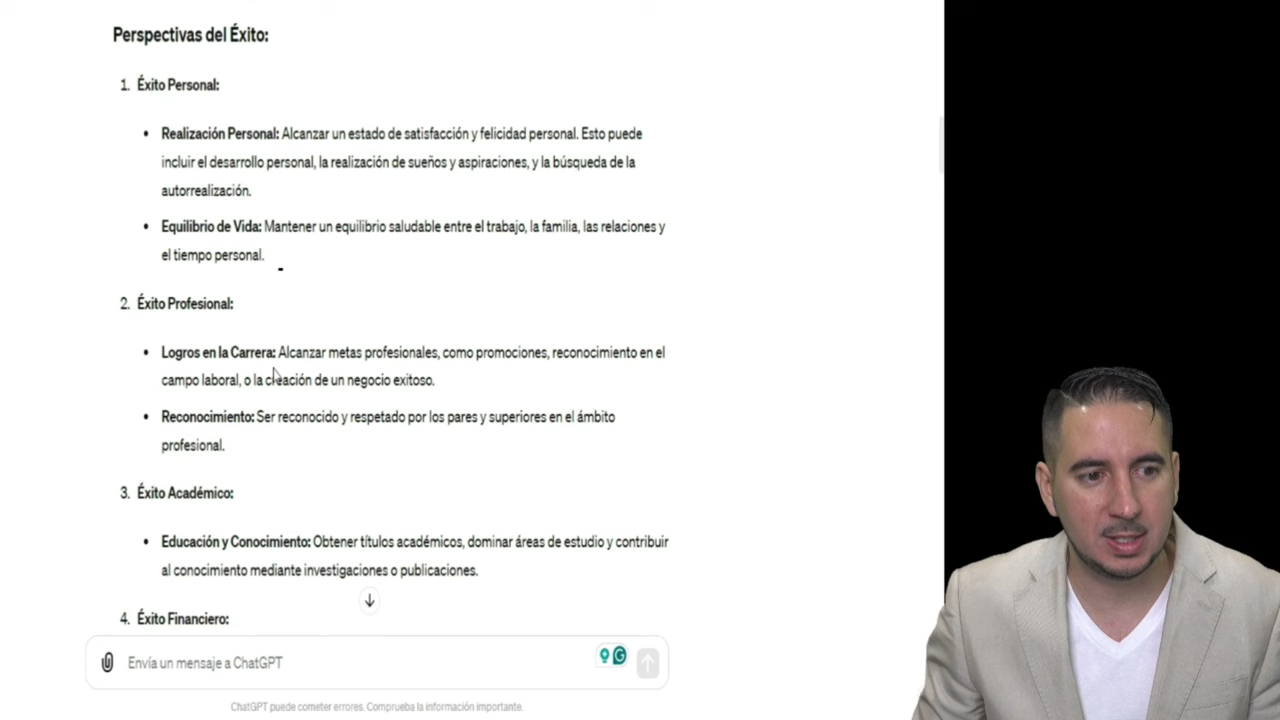 Perspectivas del Éxito:
1. Éxito Personal:
• Realización Personal: Alcanzar un estado de satisfacción y felicidad personal. Esto puede
incluir el desarrollo personal, la realización de sueños y aspiraciones, y la búsqueda de la
autorrealización.
• Equilibrio de Vida: Mantener un equilibrio saludable entre el trabajo, la familia, las relaciones y
el tiempo personal.
2. Éxito Profesional:
• Logros en la Carrera: Alcanzar metas profesionales, como promociones, reconocimiento en el
campo laboral, o la creación de un negocio exitoso.
• Reconocimiento: Ser reconocido y respetado por los pares y superiores en el ámbito
profesional.
3. Éxito Académico:
• Educación y Conocimiento: Obtener títulos académicos, dominar áreas de estudio y contribuir
al conocimiento mediante investigaciones o publicaciones.
4. Éxito Financiero:
Envía un mensaje a ChatGPT
ChatGPT puede cometer errores. Comprueba la información importante.